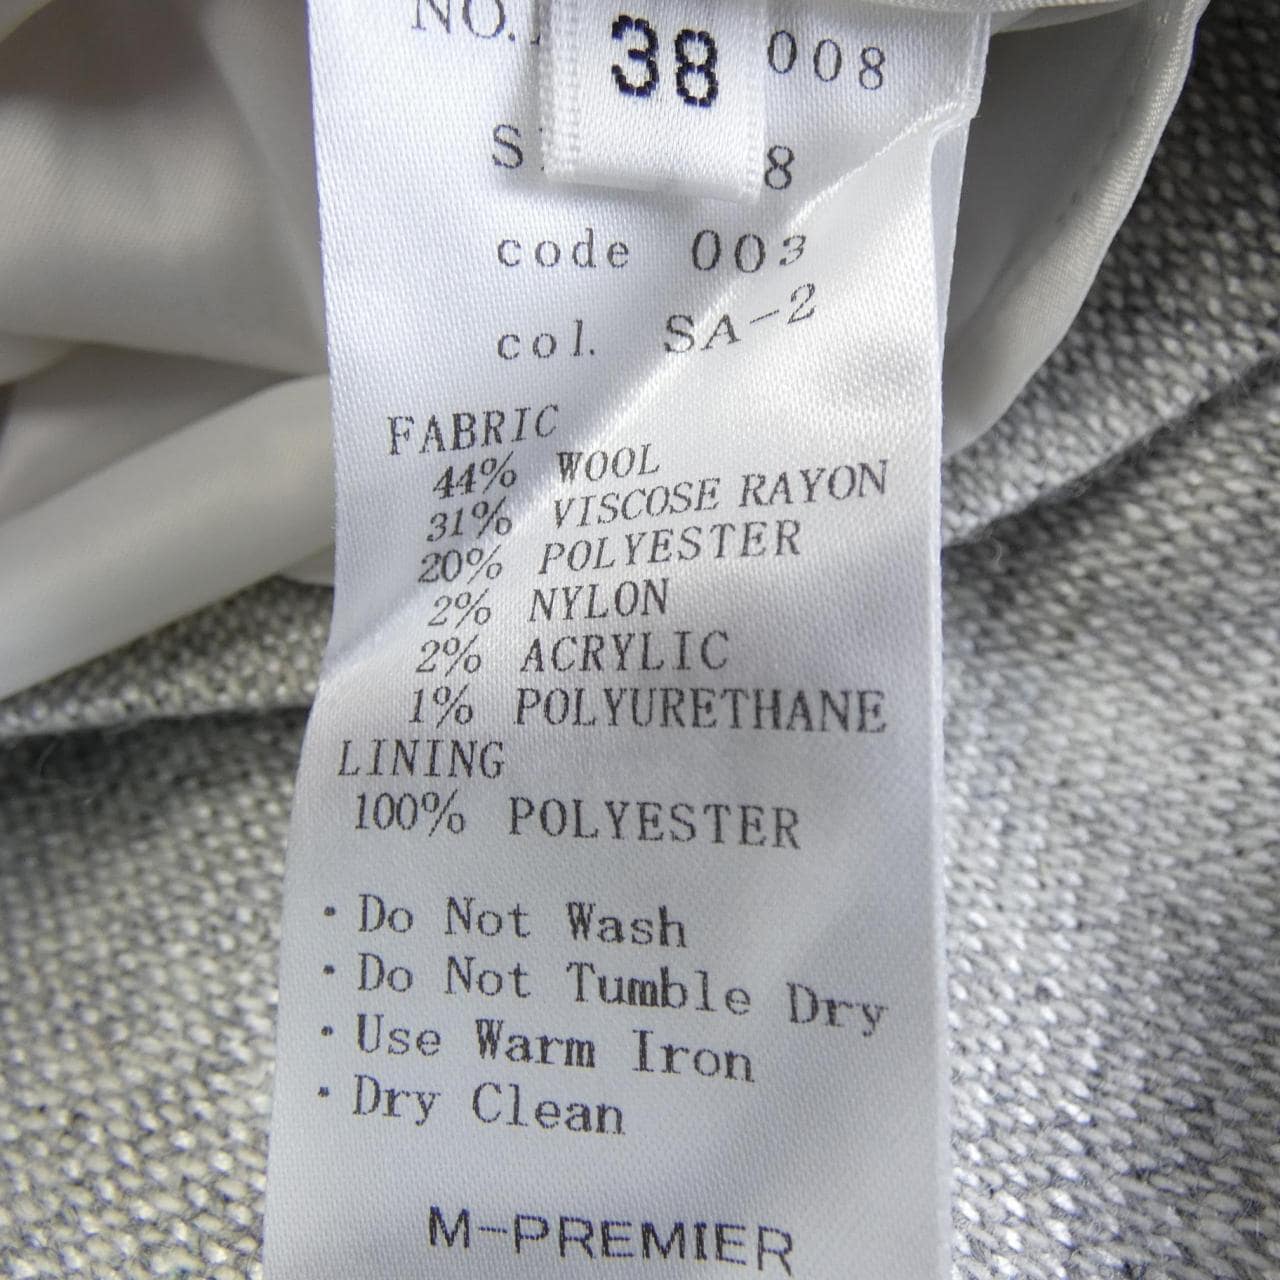 NO.
38
008
8
code 003
col. SA-2
FABRIC
44% WOOL
31% VISCOSE RAYON
20% POLYESTER
2% NYLON
2% ACRYLIC
1% POLYURETHANE
LINING
100% POLYESTER
・Do Not Wash
・Do Not Tumble Dry
・Use Warm Iron
・Dry Clean
M-PREMIER